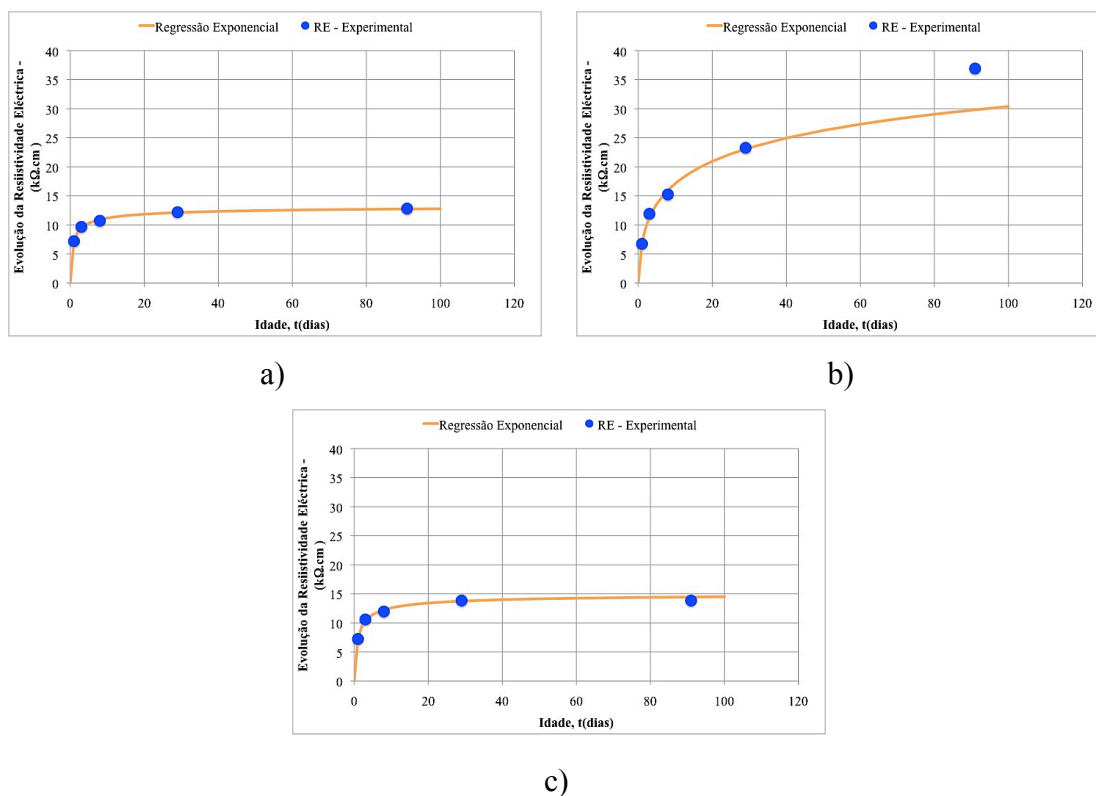 Regressão Exponencial RE - Experimental
Evolução da Resiistividade Eléctrica -
(kΩ.cm )
40
35
30
25
20
15
10
5
0
0 20 40 60 80 100 120
Idade, t(dias)
a)
Regressão Exponencial RE - Experimental
Evolução da Resiistividade Eléctrica -
(kΩ.cm )
40
35
30
25
20
15
10
5
0
0 20 40 60 80 100 120
Idade, t(dias)
b)
Regressão Exponencial RE - Experimental
Evolução da Resiistividade Eléctrica -
(kΩ.cm )
40
35
30
25
20
15
10
5
0
0 20 40 60 80 100 120
Idade, t(dias)
c)